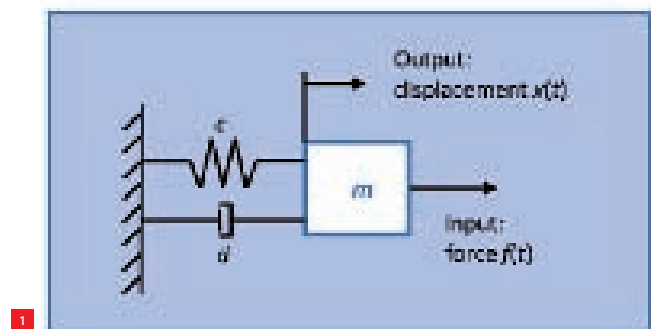 Output:
displacement x(t)
c
m
Input:
force f(t)
d
1